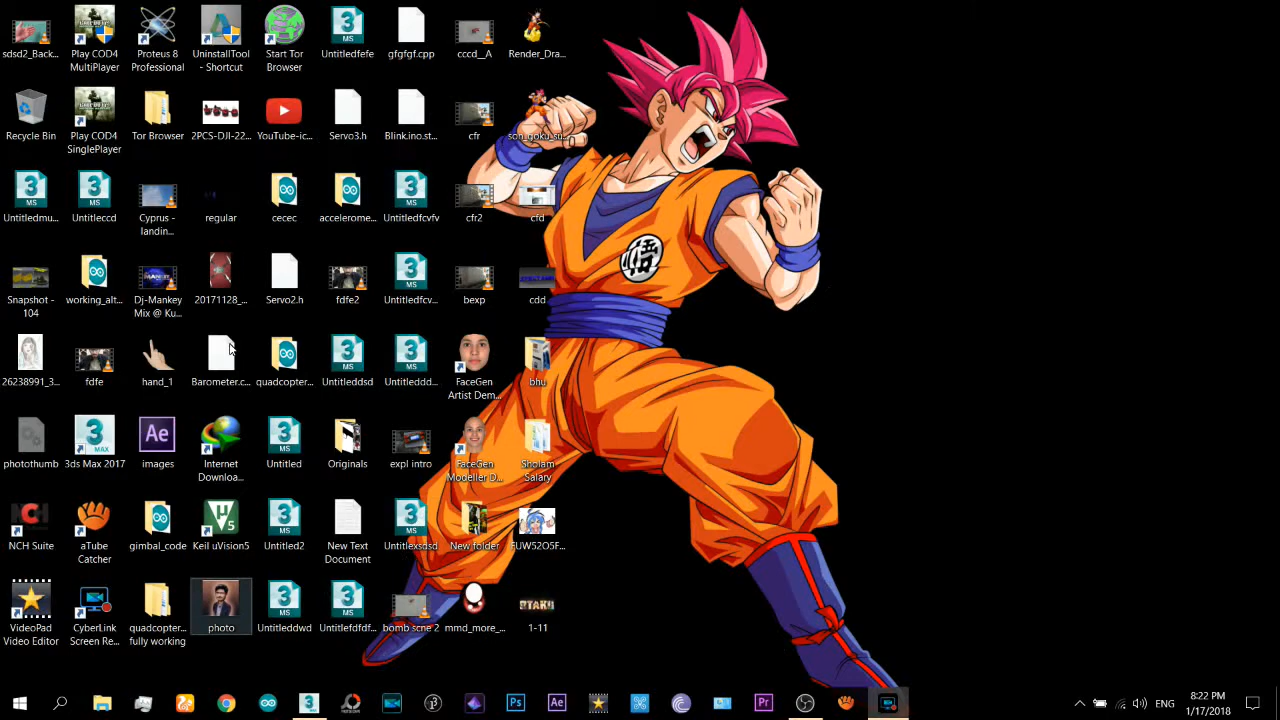 sdsd2_Back...
Play COD4
MultiPlayer
Proteus 8
Professional
UninstallTool
- Shortcut
Start Tor
Browser
Untitledfefe
gfgfgf.cpp
cccd__A
Render_Dra...
Recycle Bin
Play COD4
SinglePlayer
Tor Browser
2PCS-DJI-22...
YouTube-ic...
Servo3.h
Blink.ino.st...
cfr
son_goku_su...
Untitledmu...
Untitleccd
Cyprus -
landin...
regular
cecec
accelerome...
Untitledfcvfv
cfr2
cfd
Snapshot -
104
working_alt...
Dj-Mankey
Mix @ Ku...
20171128_...
Servo2.h
fdfe2
Untitledfcv...
bexp
cdd
26238991_3...
fdfe
hand_1
Barometer.c...
quadcopter...
Untitleddsd
Untitleddd...
FaceGen
Artist Dem...
bhu
photothumb
3ds Max 2017
images
Internet
Downloa...
Untitled
Originals
expl intro
FaceGen
Modeller D...
Sholam
Salary
NCH Suite
aTube
Catcher
gimbal_code
Keil uVision5
Untitled2
New Text
Document
Untitlexsdsd
New folder
FUW52O5F...
VideoPad
Video Editor
CyberLink
Screen Re...
quadcopter...
fully working
photo
Untitleddwd
Untitlefdfdf...
bomb scne 2
mmd_more_...
OTAKU
1-11
ENG
8:22 PM
1/17/2018